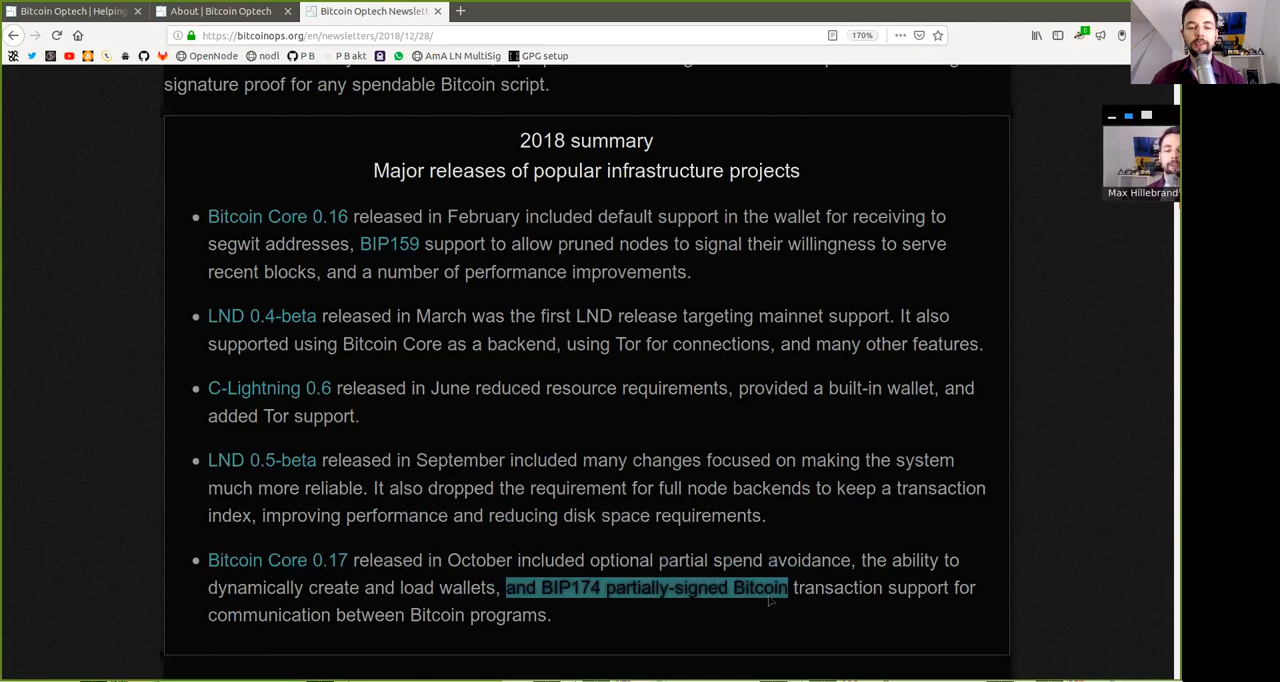 Bitcoin Optech | Helping
About | Bitcoin Optech
Bitcoin Optech Newslett
https://bitcoinops.org/en/newsletters/2018/12/28/
170%
0
OpenNode
nodl
P B
P B akt
AmA LN MultiSig
GPG setup
signature proof for any spendable Bitcoin script.
2018 summary
Major releases of popular infrastructure projects
Bitcoin Core 0.16 released in February included default support in the wallet for receiving to
segwit addresses, BIP159 support to allow pruned nodes to signal their willingness to serve
recent blocks, and a number of performance improvements.
LND 0.4-beta released in March was the first LND release targeting mainnet support. It also
supported using Bitcoin Core as a backend, using Tor for connections, and many other features.
C-Lightning 0.6 released in June reduced resource requirements, provided a built-in wallet, and
added Tor support.
LND 0.5-beta released in September included many changes focused on making the system
much more reliable. It also dropped the requirement for full node backends to keep a transaction
index, improving performance and reducing disk space requirements.
Bitcoin Core 0.17 released in October included optional partial spend avoidance, the ability to
dynamically create and load wallets, and BIP174 partially-signed Bitcoin transaction support for
communication between Bitcoin programs.
Max Hillebrand